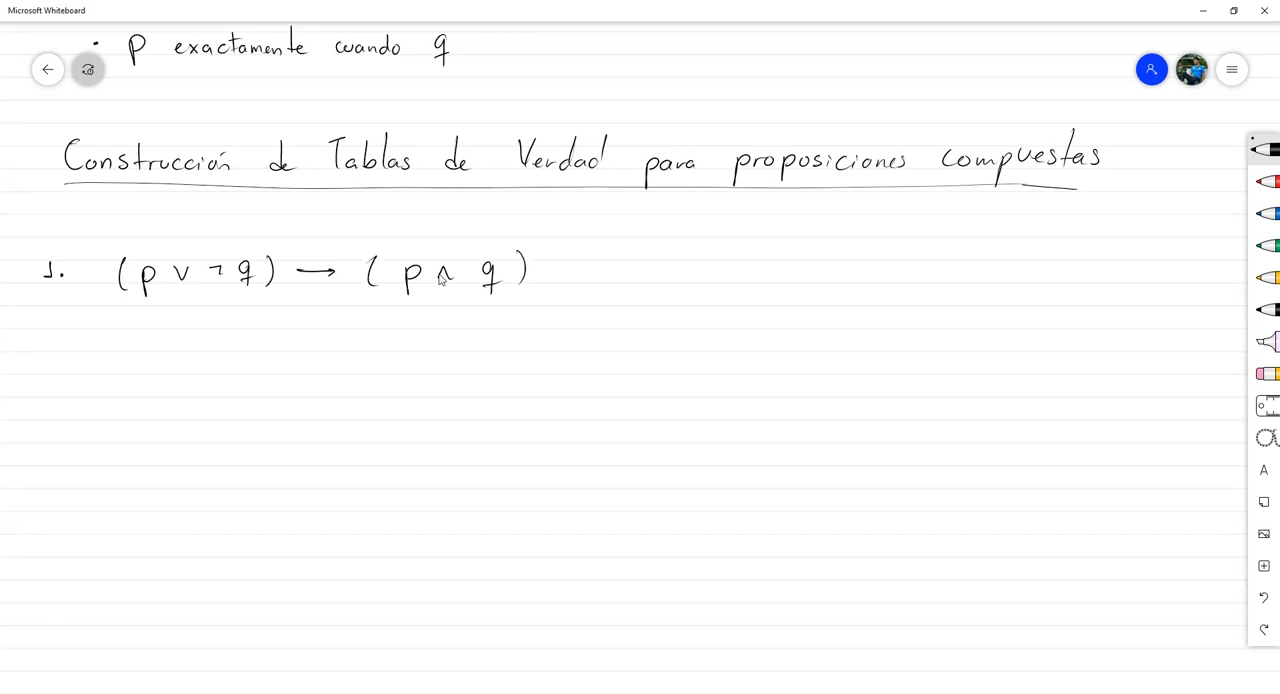 Microsoft Whiteboard
· p exactamente cuando q
Construcción de Tablas de Verdad para proposiciones compuestas
1. (p ∨ ¬ q) → (p ∧ q)
A